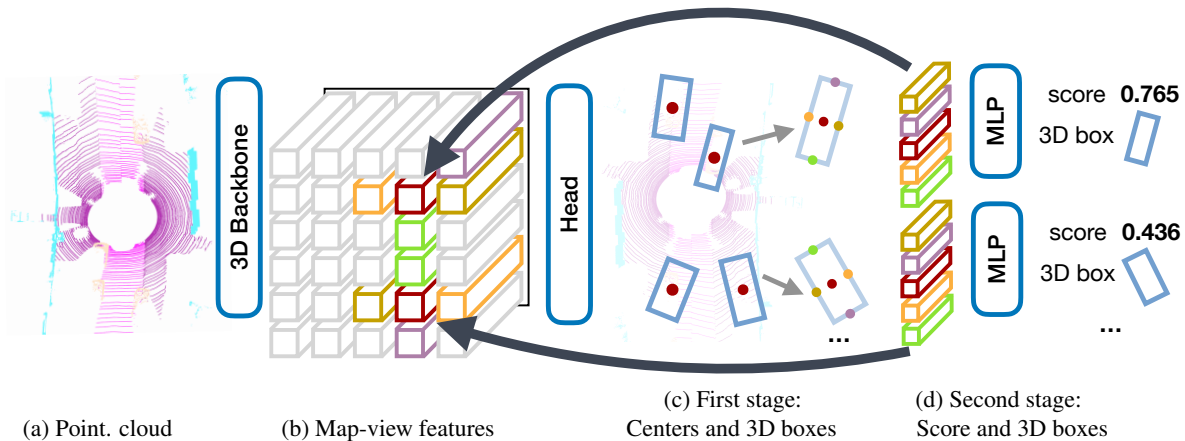 3D Backbone
Head
MLP
score 0.765
3D box
MLP
score 0.436
3D box
...
...
(a) Point. cloud
(b) Map-view features
(c) First stage:
Centers and 3D boxes
(d) Second stage:
Score and 3D boxes